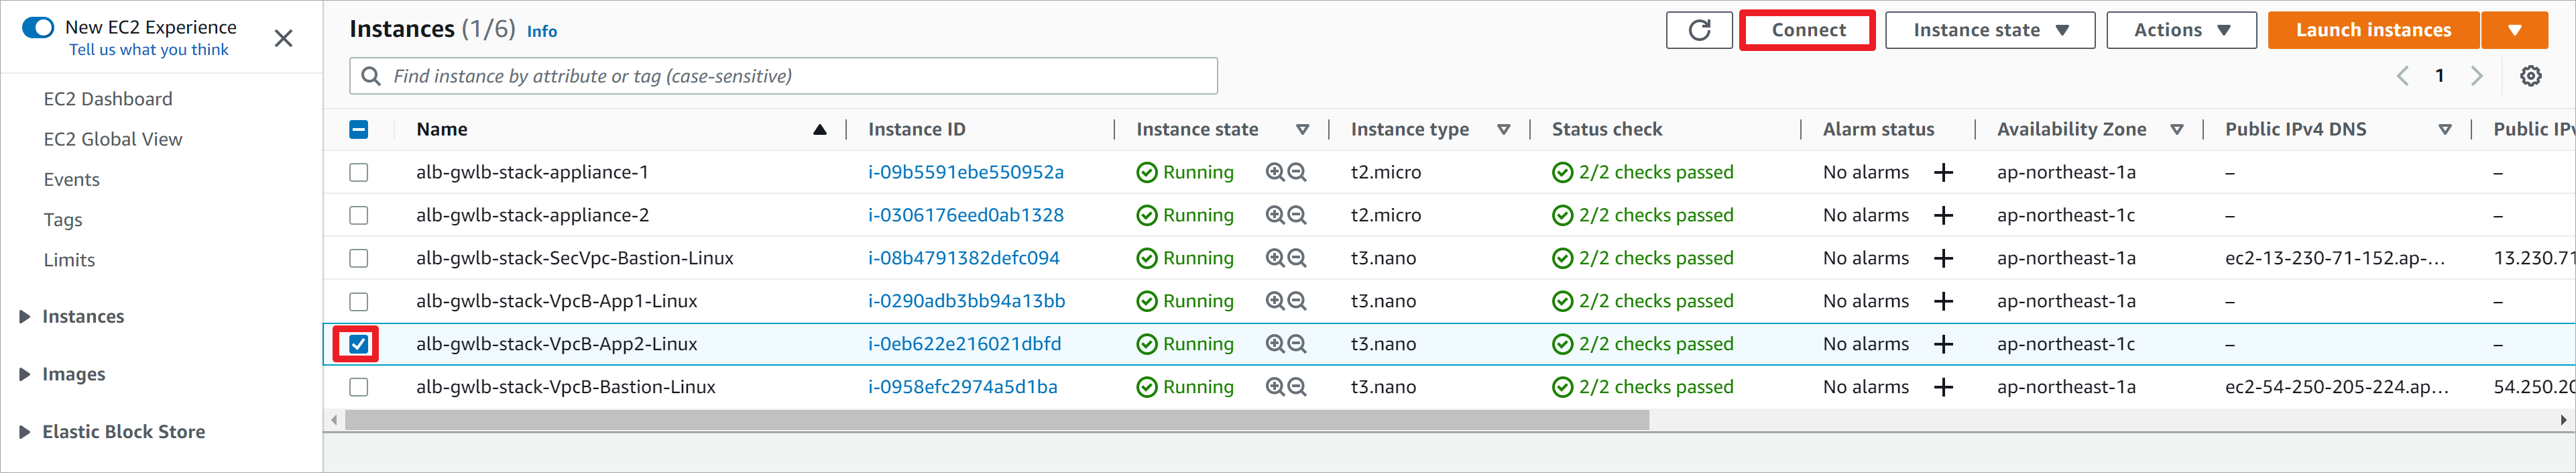 New EC2 Experience
Tell us what you think
EC2 Dashboard
EC2 Global View
Events
Tags
Limits
Instances
Images
Elastic Block Store
Instances (1/6) Info
Connect Instance state Actions Launch instances
Find instance by attribute or tag (case-sensitive)
1
Name Instance ID Instance state Instance type Status check Alarm status Availability Zone Public IPv4 DNS Public IPv
alb-gwlb-stack-appliance-1 i-09b5591ebe550952a Running t2.micro 2/2 checks passed No alarms + ap-northeast-1a – –
alb-gwlb-stack-appliance-2 i-0306176eed0ab1328 Running t2.micro 2/2 checks passed No alarms + ap-northeast-1c – –
alb-gwlb-stack-SecVpc-Bastion-Linux i-08b4791382defc094 Running t3.nano 2/2 checks passed No alarms + ap-northeast-1a ec2-13-230-71-152.ap-... 13.230.71
alb-gwlb-stack-VpcB-App1-Linux i-0290adb3bb94a13bb Running t3.nano 2/2 checks passed No alarms + ap-northeast-1a – –
alb-gwlb-stack-VpcB-App2-Linux i-0eb622e216021dbfd Running t3.nano 2/2 checks passed No alarms + ap-northeast-1c – –
alb-gwlb-stack-VpcB-Bastion-Linux i-0958efc2974a5d1ba Running t3.nano 2/2 checks passed No alarms + ap-northeast-1a ec2-54-250-205-224.ap... 54.250.20